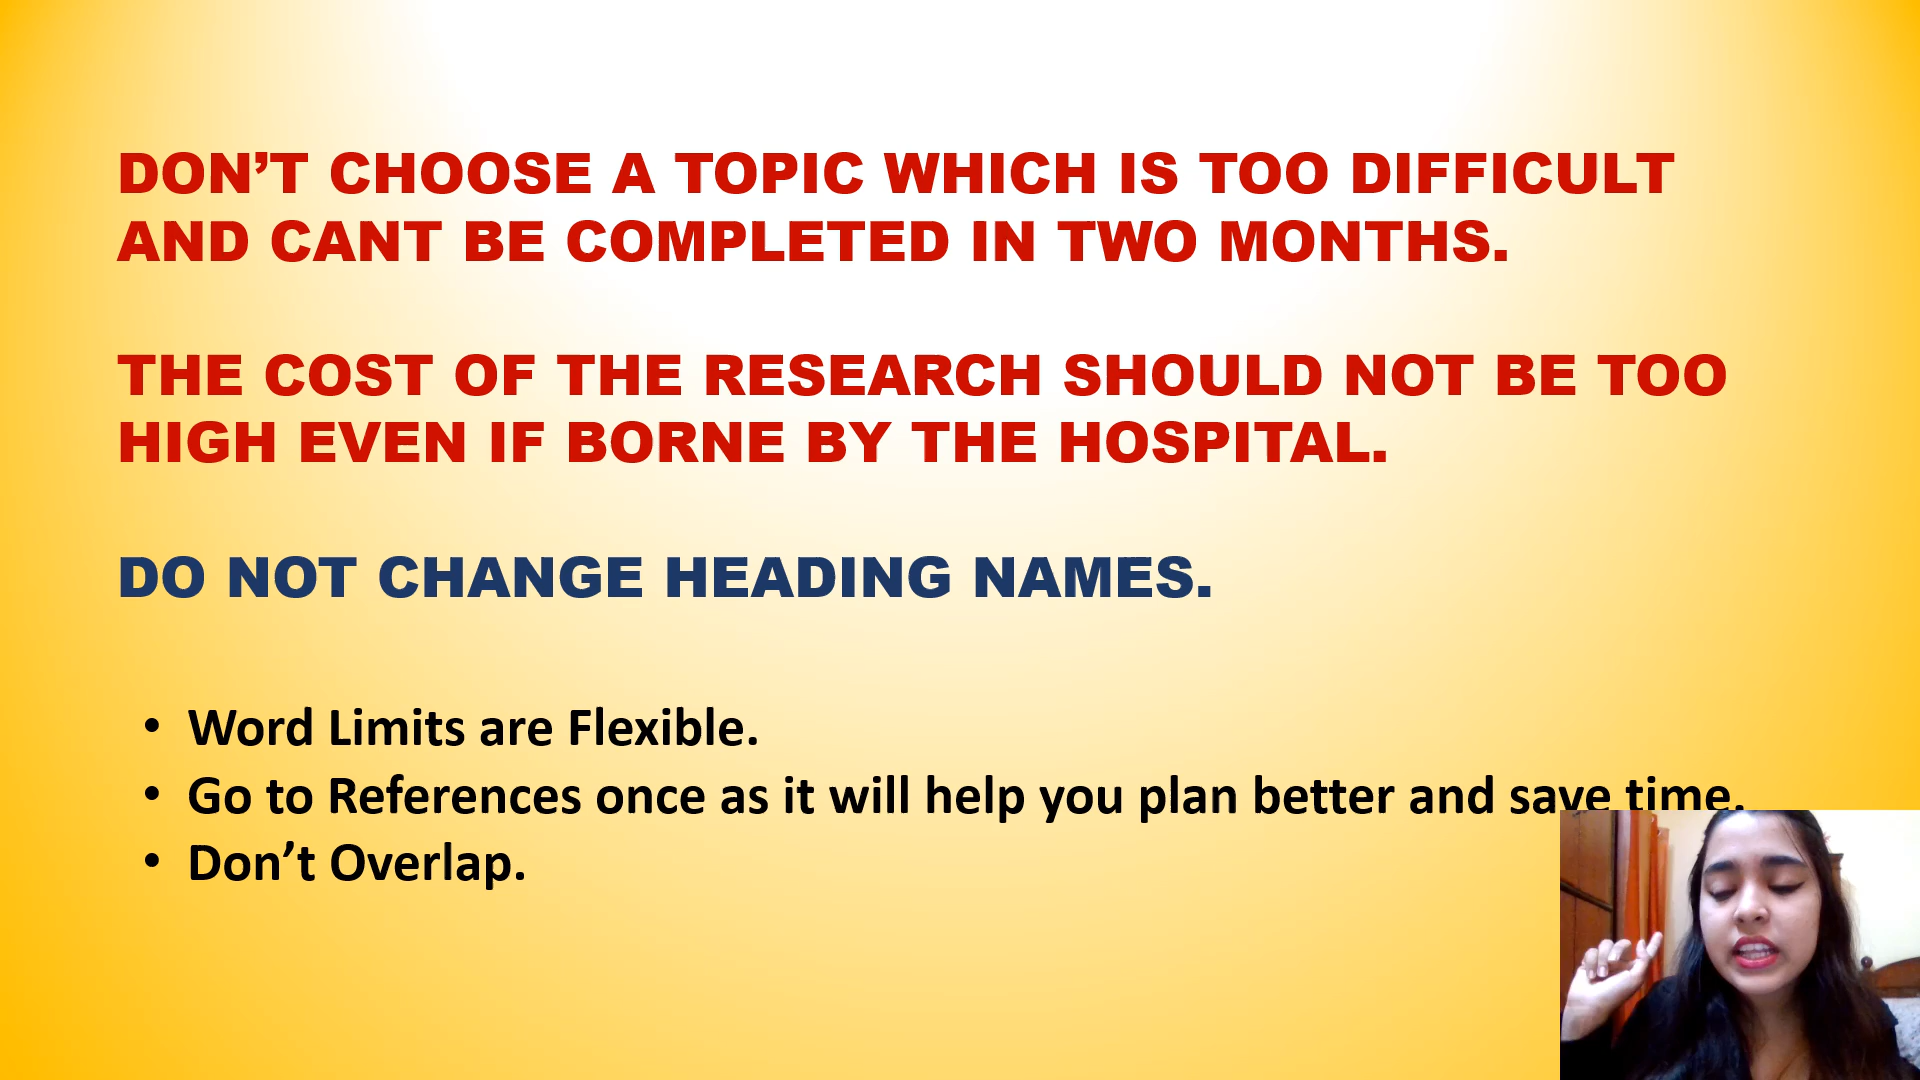 DON’T CHOOSE A TOPIC WHICH IS TOO DIFFICULT
AND CANT BE COMPLETED IN TWO MONTHS.
THE COST OF THE RESEARCH SHOULD NOT BE TOO
HIGH EVEN IF BORNE BY THE HOSPITAL.
DO NOT CHANGE HEADING NAMES.
• Word Limits are Flexible.
• Go to References once as it will help you plan better and save time.
• Don’t Overlap.